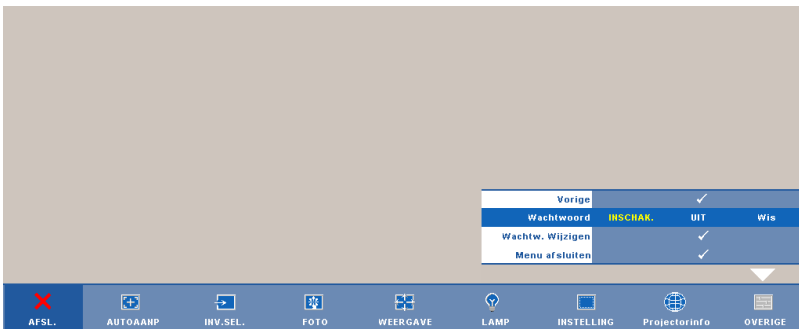 Vorige
Wachtwoord INSCHAK. UIT Wis
Wachtw. Wijzigen
Menu afsluiten
AFSL. AUTOAANP INV.SEL. FOTO WEERGAVE LAMP INSTELLING Projectorinfo OVERIGE